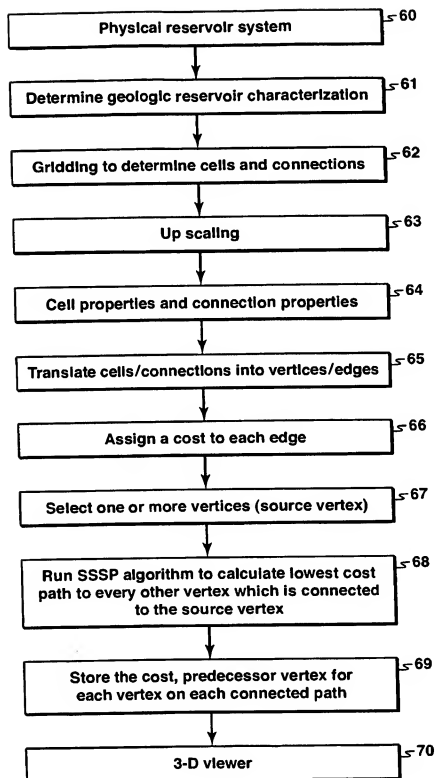 Physical reservoir system
60
Determine geologic reservoir characterization
61
Gridding to determine cells and connections
62
Up scaling
63
Cell properties and connection properties
64
Translate cells/connections into vertices/edges
65
Assign a cost to each edge
66
Select one or more vertices (source vertex)
67
Run SSSP algorithm to calculate lowest cost
path to every other vertex which is connected
to the source vertex
68
Store the cost, predecessor vertex for
each vertex on each connected path
69
3-D viewer
70